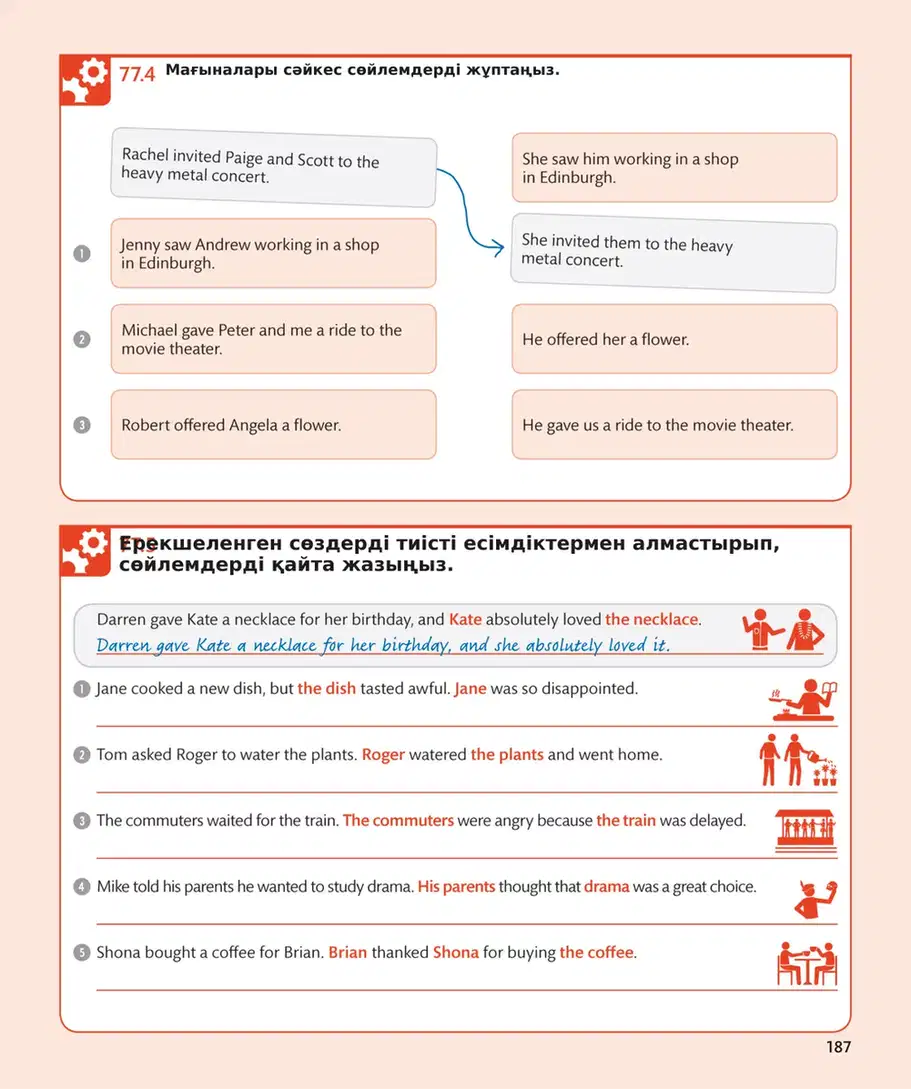 77.4 Мағыналары сәйкес сөйлемдерді жұптаңыз.
Rachel invited Paige and Scott to the
heavy metal concert.
She saw him working in a shop
in Edinburgh.
1 Jenny saw Andrew working in a shop
in Edinburgh.
She invited them to the heavy
metal concert.
2 Michael gave Peter and me a ride to the
movie theater.
He offered her a flower.
3 Robert offered Angela a flower.
He gave us a ride to the movie theater.
Ерекшеленген сөздерді тиісті есімдіктермен алмастырып,
сөйлемдерді қайта жазыңыз.
Darren gave Kate a necklace for her birthday, and Kate absolutely loved the necklace.
Darren gave Kate a necklace for her birthday, and she absolutely loved it.
1 Jane cooked a new dish, but the dish tasted awful. Jane was so disappointed.
2 Tom asked Roger to water the plants. Roger watered the plants and went home.
3 The commuters waited for the train. The commuters were angry because the train was delayed.
4 Mike told his parents he wanted to study drama. His parents thought that drama was a great choice.
5 Shona bought a coffee for Brian. Brian thanked Shona for buying the coffee.
187